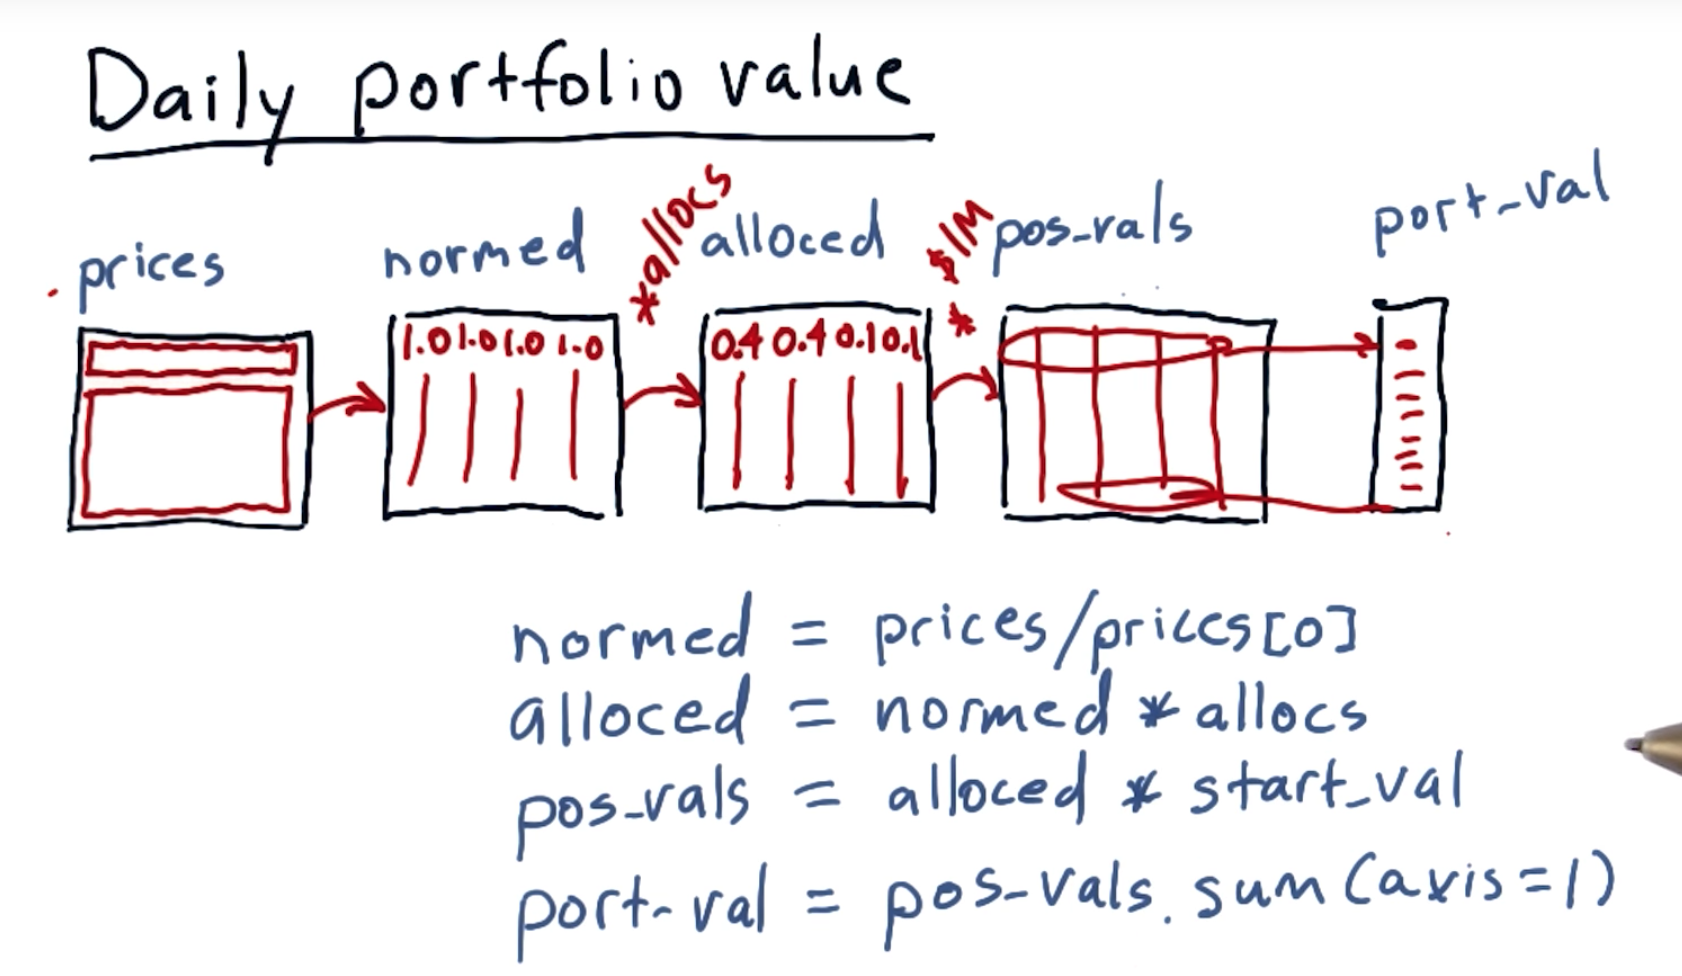 Daily portfolio value
prices normed *allocs alloced * $1M pos_vals port_val
1.0 1.0 1.0 1.0 0.4 0.4 0.1 0.1
normed = prices/prices[0]
alloced = normed * allocs
pos_vals = alloced * start_val
port_val = pos_vals.sum(axis=1)